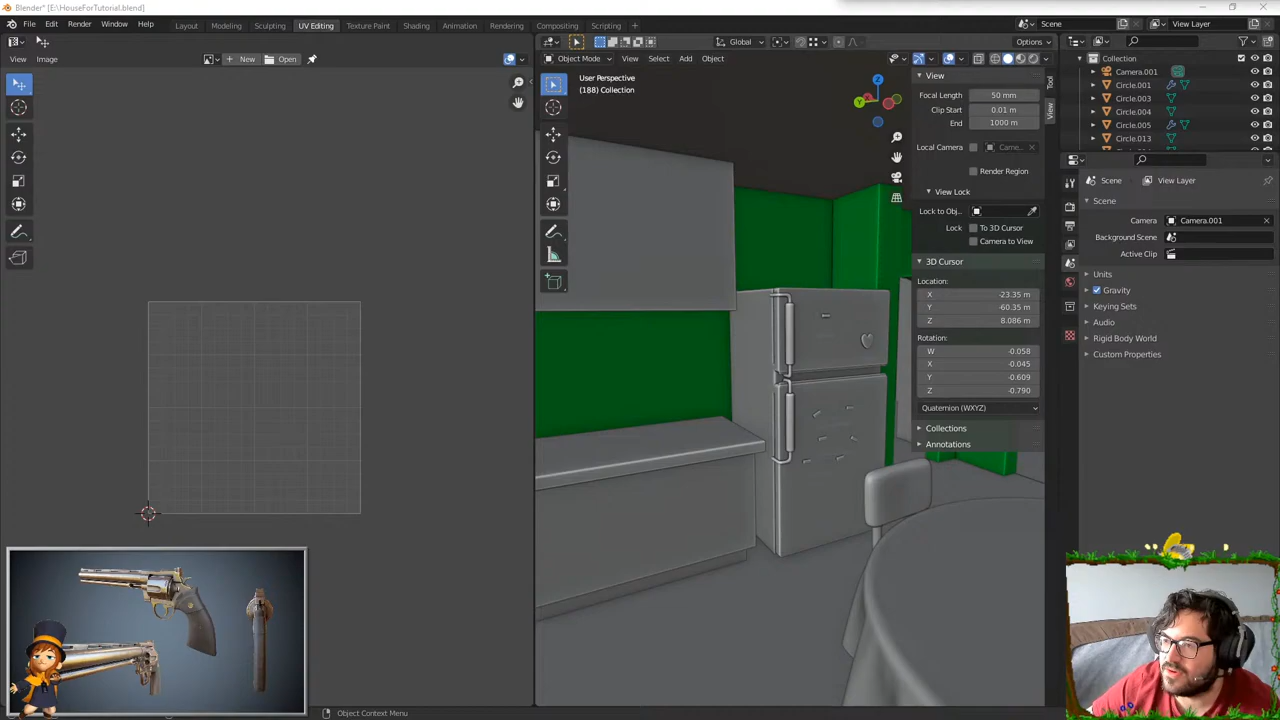 Blender* [E:\HouseForTutorial.blend]
File Edit Render Window Help Layout Modeling Sculpting UV Editing Texture Paint Shading Animation Rendering Compositing Scripting + Scene View Layer
Global Options
View Image + New Open Object Mode View Select Add Object
Collection
Camera.001
Circle.001
Circle.003
Circle.004
Circle.005
Circle.013
User Perspective
(188) Collection
Z
Y
X
View
Focal Length 50 mm
Clip Start 0.01 m
End 1000 m
Local Camera Came...
Render Region
View Lock
Lock to Obj...
Lock To 3D Cursor
Camera to View
3D Cursor
Location:
X -23.35 m
Y -60.35 m
Z 8.086 m
Rotation:
W -0.058
X -0.045
Y -0.609
Z -0.790
Quaternion (WXYZ)
Collections
Annotations
Tool
View
Scene View Layer
Scene
Camera Camera.001
Background Scene
Active Clip
Units
Gravity
Keying Sets
Audio
Rigid Body World
Custom Properties
Object Context Menu